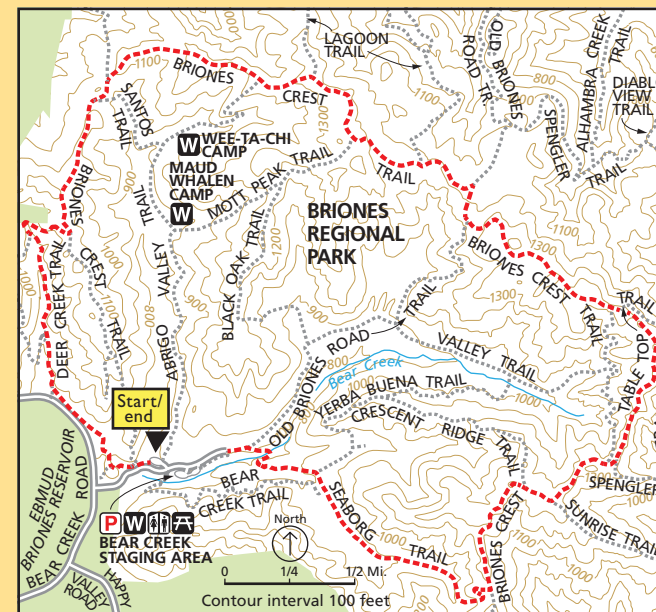 LAGOON
TRAIL
OLD BRIONES
ROAD TR.
ALHAMBRA CREEK
TRAIL
1000
1100
BRIONES
CREST
TRAIL
800
1100
1000
DIABL
VIEW
TRAIL
SPENGLER
TRAIL
SANTOS
TRAIL
900
W WEE-TA-CHI
CAMP
MAUD
WHALEN
CAMP
W
1300
MOTT PEAK TRAIL
BRIONES
REGIONAL
PARK
1100
1300
BRIONES
CREST
TRAIL
1000
1000
DEER CREEK TRAIL
ABRIGO VALLEY TRAIL
800
900
BLACK OAK TRAIL
1200
900
BRIONES CREST
TRAIL
1300
TRAIL
TABLE TOP
OLD BRIONES ROAD TRAIL
VALLEY TRAIL
800
Bear Creek
1000
1000
YERBA BUENA TRAIL
CRESCENT RIDGE TRAIL
Start/
end
EBMUD
BRIONES RESERVOIR
BEAR CREEK ROAD
BEAR
CREEK TRAIL
SEABORG
TRAIL
SPENGLER
SUNRISE TRAIL
BRIONES CREST
P W
BEAR CREEK
STAGING AREA
HAPPY
VALLEY
ROAD
North
0 1/4 1/2 Mi.
Contour interval 100 feet